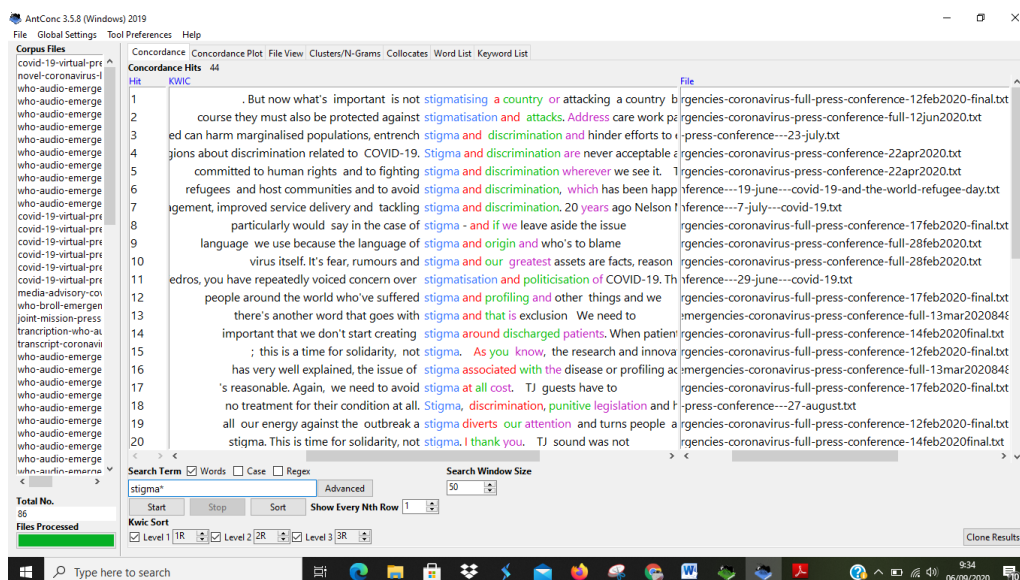 AntConc 3.5.8 (Windows) 2019
File Global Settings Tool Preferences Help
Corpus Files
covid-19-virtual-pre
novel-coronavirus-l
who-audio-emerge
who-audio-emerge
who-audio-emerge
who-audio-emerge
who-audio-emerge
who-audio-emerge
who-audio-emerge
who-audio-emerge
who-audio-emerge
who-audio-emerge
covid-19-virtual-pre
covid-19-virtual-pre
covid-19-virtual-pre
covid-19-virtual-pre
covid-19-virtual-pre
covid-19-virtual-pre
media-advisory-cov
who-broll-emergen
joint-mission-press
trancription-who-au
transcript-coronavir
who-audio-emerge
who-audio-emerge
who-audio-emerge
who-audio-emerge
who-audio-emerge
who-audio-emerge
who-audio-emerge
who-audio-emerge
who-audio-emerge
who-audio-emerge
Total No.
86
Files Processed
Concordance Concordance Plot File View Clusters/N-Grams Collocates Word List Keyword List
Concordance Hits 44
Hit KWIC File
1 . But now what's important is not stigmatising a country or attacking a country b rgencies-coronavirus-full-press-conference-12feb2020-final.txt
2 course they must also be protected against stigmatisation and attacks. Address care work pa rgencies-coronavirus-press-conference-full-12jun2020.txt
3 ed can harm marginalised populations, entrench stigma and discrimination and hinder efforts to -press-conference---23-july.txt
4 gions about discrimination related to COVID-19. Stigma and discrimination are never acceptable a rgencies-coronavirus-press-conference-22apr2020.txt
5 committed to human rights and to fighting stigma and discrimination wherever we see it. T rgencies-coronavirus-press-conference-22apr2020.txt
6 refugees and host communities and to avoid stigma and discrimination, which has been happ nference---19-june---covid-19-and-the-world-refugee-day.txt
7 agement, improved service delivery and tackling stigma and discrimination. 20 years ago Nelson nference---7-july---covid-19.txt
8 particularly would say in the case of stigma - and if we leave aside the issue rgencies-coronavirus-full-press-conference-17feb2020-final.txt
9 language we use because the language of stigma and origin and who's to blame rgencies-coronavirus-press-conference-full-28feb2020.txt
10 virus itself. It's fear, rumours and stigma and our greatest assets are facts, reason rgencies-coronavirus-press-conference-full-28feb2020.txt
11 edros, you have repeatedly voiced concern over stigmatisation and politicisation of COVID-19. Th nference---29-june---covid-19.txt
12 people around the world who've suffered stigma and profiling and other things and we rgencies-coronavirus-full-press-conference-17feb2020-final.txt
13 there's another word that goes with stigma and that is exclusion We need to emergencies-coronavirus-press-conference-full-13mar2020848
14 important that we don't start creating stigma around discharged patients. When patien rgencies-coronavirus-full-press-conference-14feb2020final.txt
15 ; this is a time for solidarity, not stigma. As you know, the research and innova rgencies-coronavirus-full-press-conference-12feb2020-final.txt
16 has very well explained, the issue of stigma associated with the disease or profiling ac emergencies-coronavirus-press-conference-full-13mar2020848
17 's reasonable. Again, we need to avoid stigma at all cost. TJ guests have to rgencies-coronavirus-full-press-conference-17feb2020-final.txt
18 no treatment for their condition at all. Stigma, discrimination, punitive legislation and h -press-conference---27-august.txt
19 all our energy against the outbreak a stigma diverts our attention and turns people a rgencies-coronavirus-full-press-conference-12feb2020-final.txt
20 stigma. This is time for solidarity, not stigma. I thank you. TJ sound was not rgencies-coronavirus-full-press-conference-14feb2020final.txt
Search Term Words Case Regex Search Window Size
stigma* Advanced 50
Start Stop Sort Show Every Nth Row 1
Kwic Sort
Level 1 1R Level 2 2R Level 3 3R Clone Results
Type here to search
9:34
06/09/2020